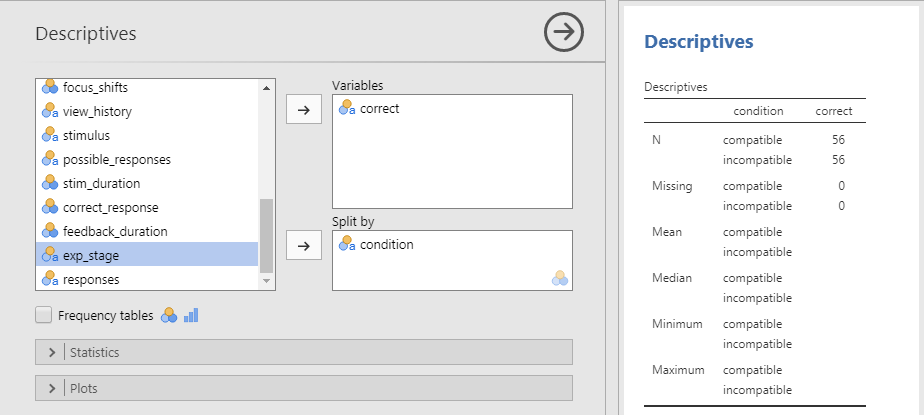 Descriptives
focus_shifts
view_history
stimulus
possible_responses
stim_duration
correct_response
feedback_duration
exp_stage
responses
Variables
correct
Split by
condition
Frequency tables
Statistics
Plots
Descriptives
Descriptives
condition correct
N compatible 56
incompatible 56
Missing compatible 0
incompatible 0
Mean compatible
incompatible
Median compatible
incompatible
Minimum compatible
incompatible
Maximum compatible
incompatible